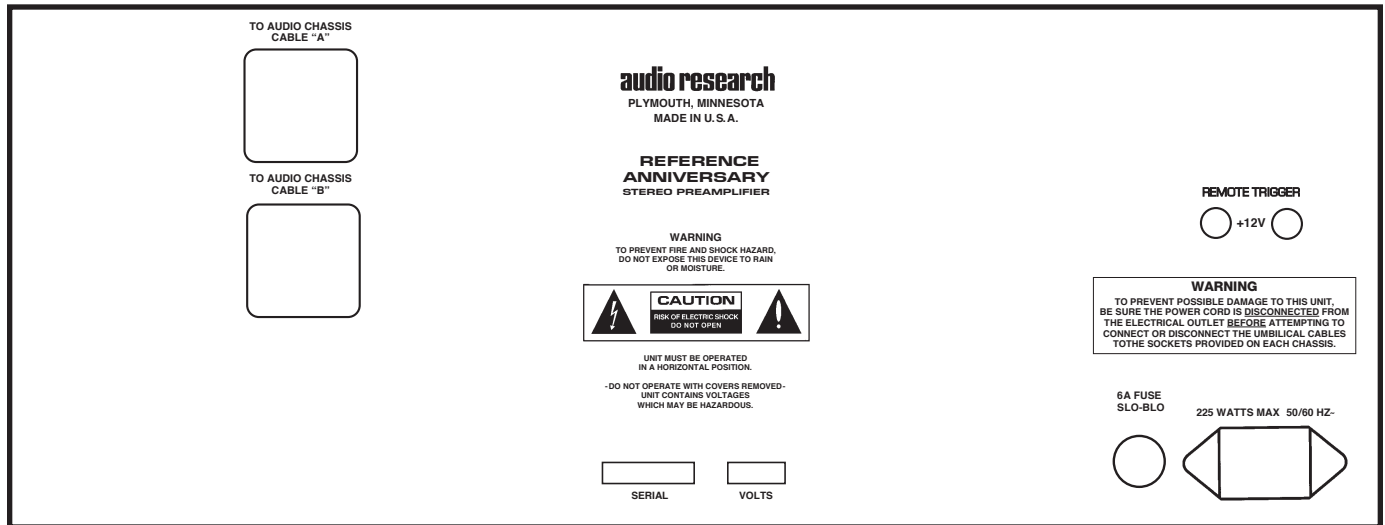 TO AUDIO CHASSIS
CABLE “A”
TO AUDIO CHASSIS
CABLE “B”
audio research
PLYMOUTH, MINNESOTA
MADE IN U.S.A.
REFERENCE
ANNIVERSARY
STEREO PREAMPLIFIER
WARNING
TO PREVENT FIRE AND SHOCK HAZARD,
DO NOT EXPOSE THIS DEVICE TO RAIN
OR MOISTURE.
CAUTION
RISK OF ELECTRIC SHOCK
DO NOT OPEN
UNIT MUST BE OPERATED
IN A HORIZONTAL POSITION.
-DO NOT OPERATE WITH COVERS REMOVED-
UNIT CONTAINS VOLTAGES
WHICH MAY BE HAZARDOUS.
SERIAL
VOLTS
REMOTE TRIGGER
+12V
WARNING
TO PREVENT POSSIBLE DAMAGE TO THIS UNIT,
BE SURE THE POWER CORD IS DISCONNECTED FROM
THE ELECTRICAL OUTLET BEFORE ATTEMPTING TO
CONNECT OR DISCONNECT THE UMBILICAL CABLES
TOTHE SOCKETS PROVIDED ON EACH CHASSIS.
6A FUSE
SLO-BLO
225 WATTS MAX 50/60 HZ~